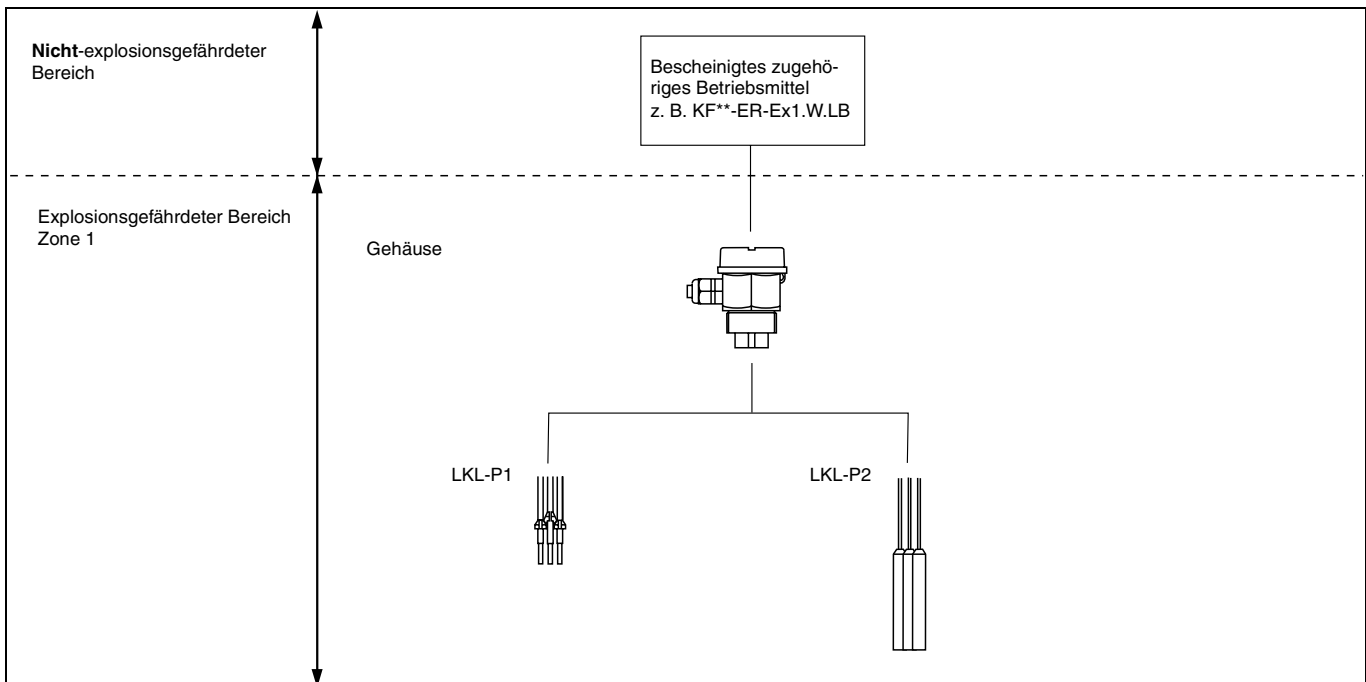 Nicht-explosionsgefährdeter
Bereich
Bescheinigtes zugehö-
riges Betriebsmittel
z. B. KF**-ER-Ex1.W.LB
Explosionsgefährdeter Bereich
Zone 1
Gehäuse
LKL-P1
LKL-P2